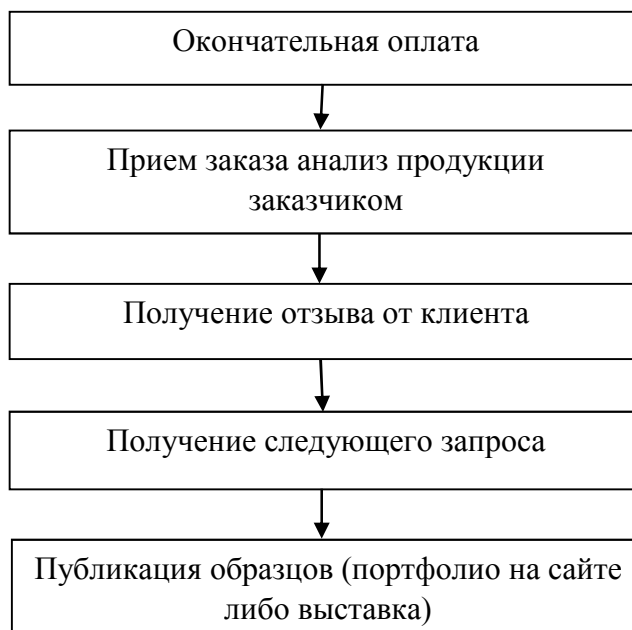 Окончательная оплата
Прием заказа анализ продукции
заказчиком
Получение отзыва от клиента
Получение следующего запроса
Публикация образцов (портфолио на сайте
либо выставка)